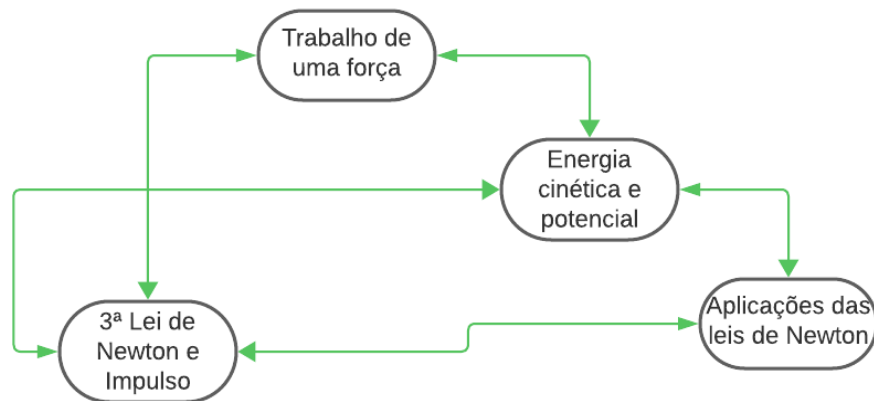 Trabalho de
uma força
Energia
cinética e
potencial
Aplicações das
leis de Newton
3ª Lei de
Newton e
Impulso